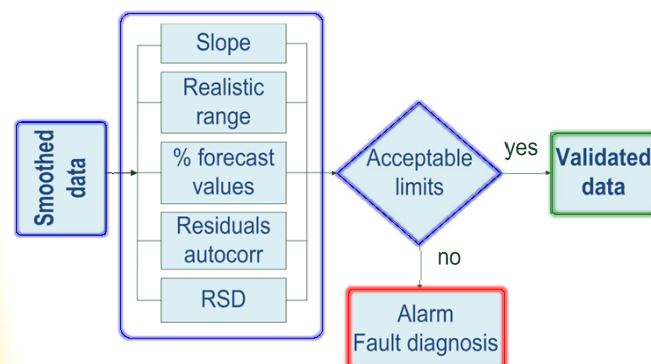 Smoothed
data
Slope
Realistic
range
% forecast
values
Residuals
autocorr
RSD
Acceptable
limits
yes
Validated
data
no
Alarm
Fault diagnosis